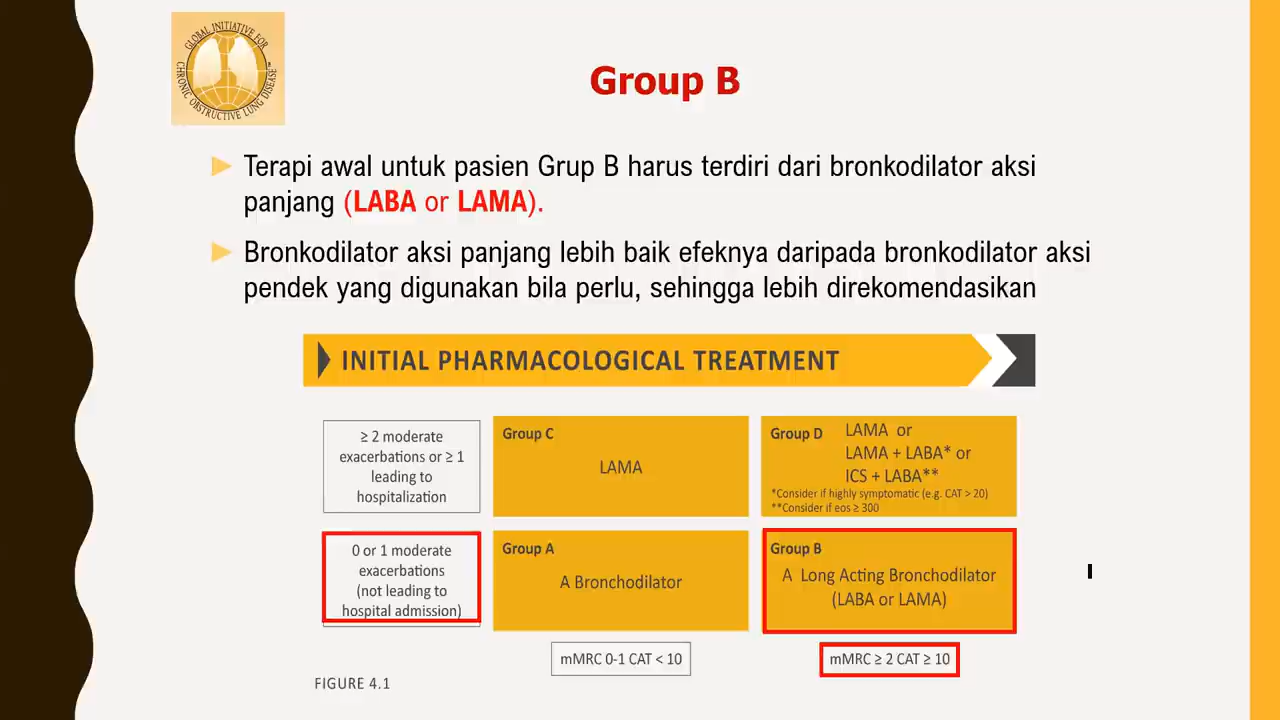 GLOBAL INITIATIVE FOR
CHRONIC OBSTRUCTIVE LUNG DISEASE
Group B
Terapi awal untuk pasien Grup B harus terdiri dari bronkodilator aksi
panjang (LABA or LAMA).
Bronkodilator aksi panjang lebih baik efeknya daripada bronkodilator aksi
pendek yang digunakan bila perlu, sehingga lebih direkomendasikan
INITIAL PHARMACOLOGICAL TREATMENT
≥ 2 moderate
exacerbations or ≥ 1
leading to
hospitalization
Group C
LAMA
Group D
LAMA or
LAMA + LABA* or
ICS + LABA**
*Consider if highly symptomatic (e.g. CAT > 20)
**Consider if eos ≥ 300
0 or 1 moderate
exacerbations
(not leading to
hospital admission)
Group A
A Bronchodilator
Group B
A Long Acting Bronchodilator
(LABA or LAMA)
mMRC 0-1 CAT < 10
mMRC ≥ 2 CAT ≥ 10
FIGURE 4.1